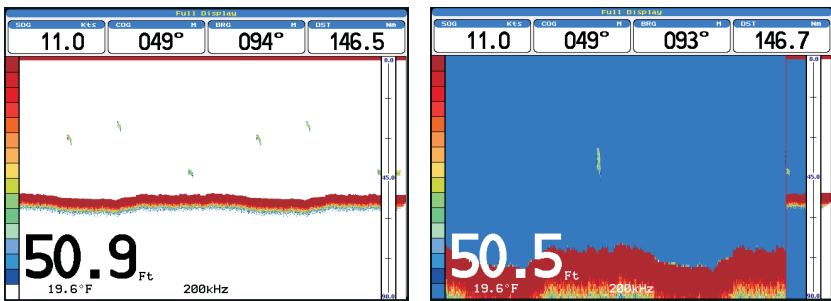 Full Display
SOG Kts COG M BRG M DST Nm
11.0 049° 094° 146.5
0.0
45.0
50.9 Ft
19.6°F 200kHz
90.0
Full Display
SOG Kts COG M BRG M DST Nm
11.0 049° 093° 146.7
0.0
45.0
50.5 Ft
19.6°F 200kHz
90.0